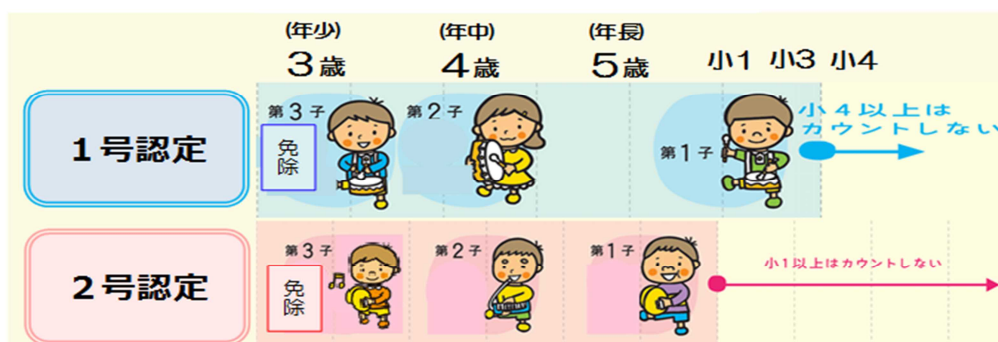 (年少) (年中) (年長)
3歳 4歳 5歳 小1 小3 小4
1号認定
第3子 第2子 第1子
免除
小4以上は
カウントしない
2号認定
第3子 第2子 第1子
免除
小1以上はカウントしない